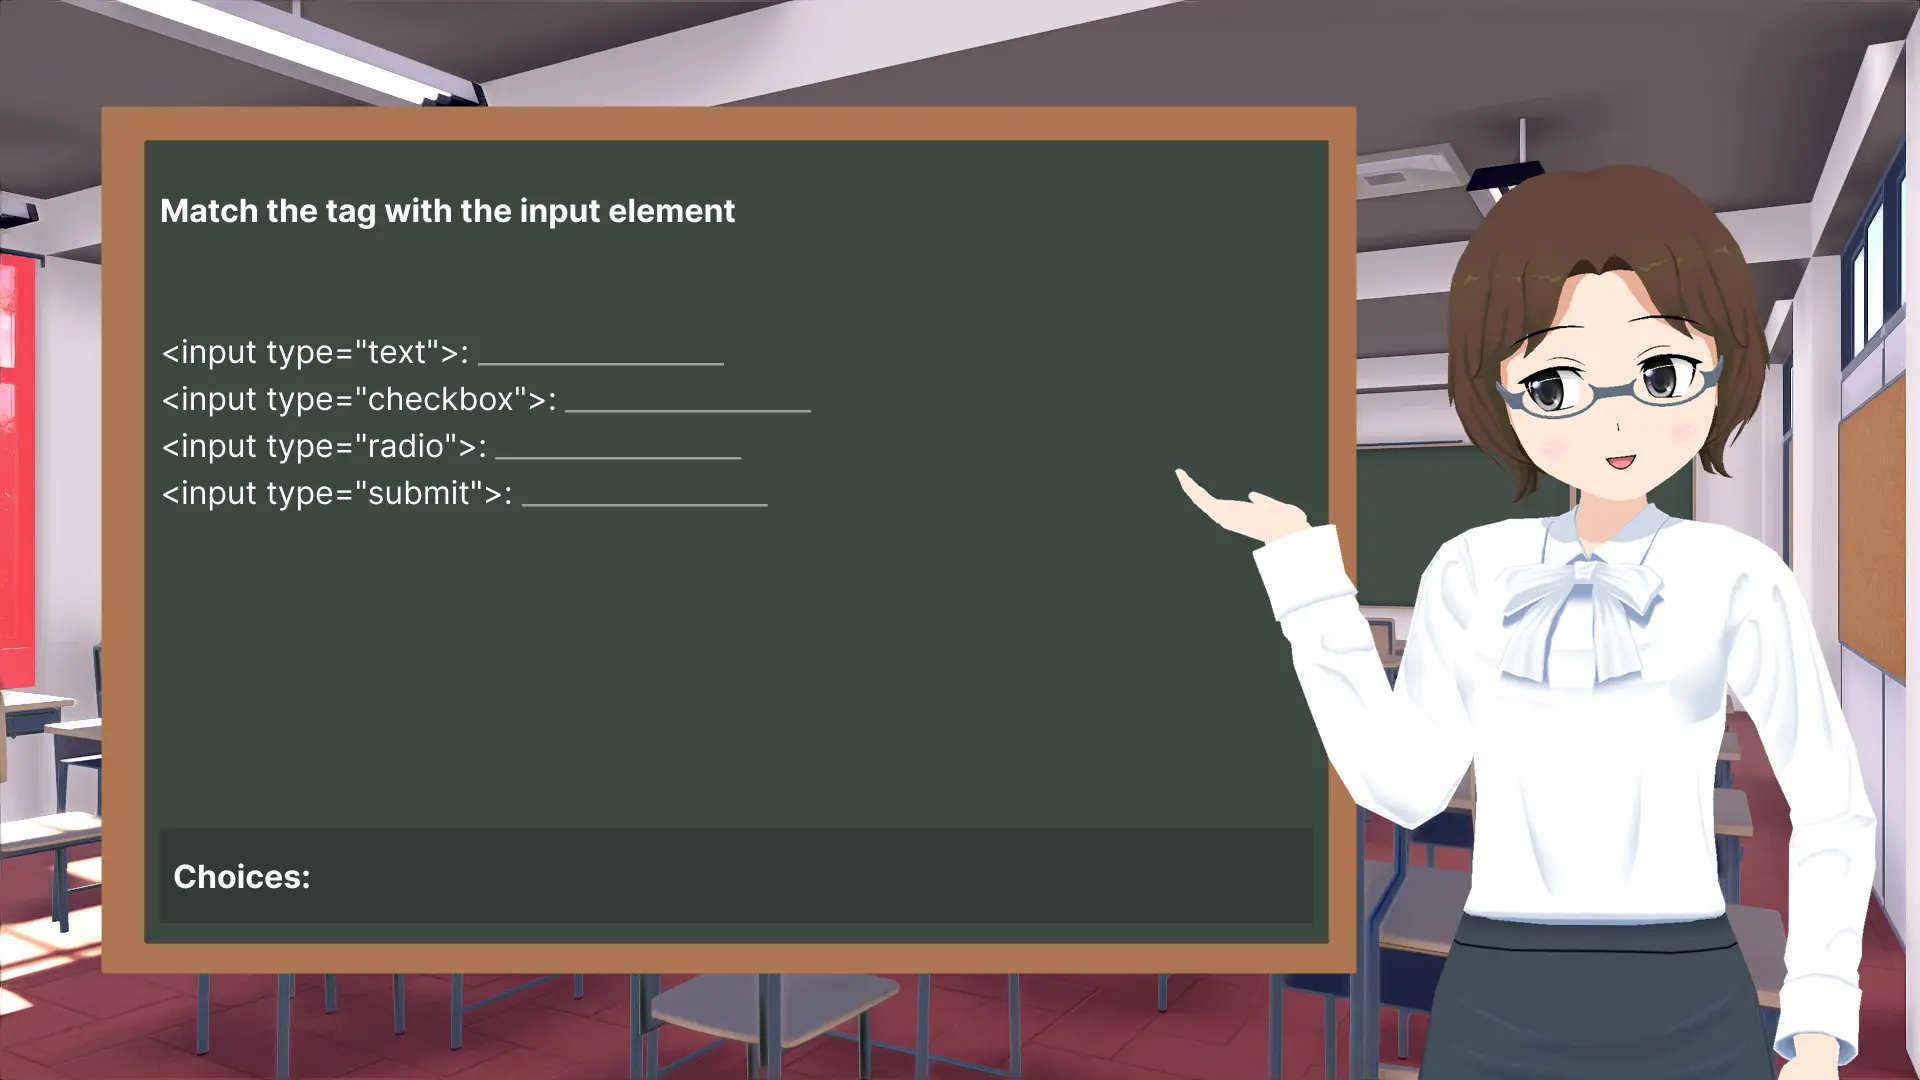 Match the tag with the input element
<input type="text">: ______________
<input type="checkbox">: ______________
<input type="radio">: ______________
<input type="submit">: ______________
Choices: